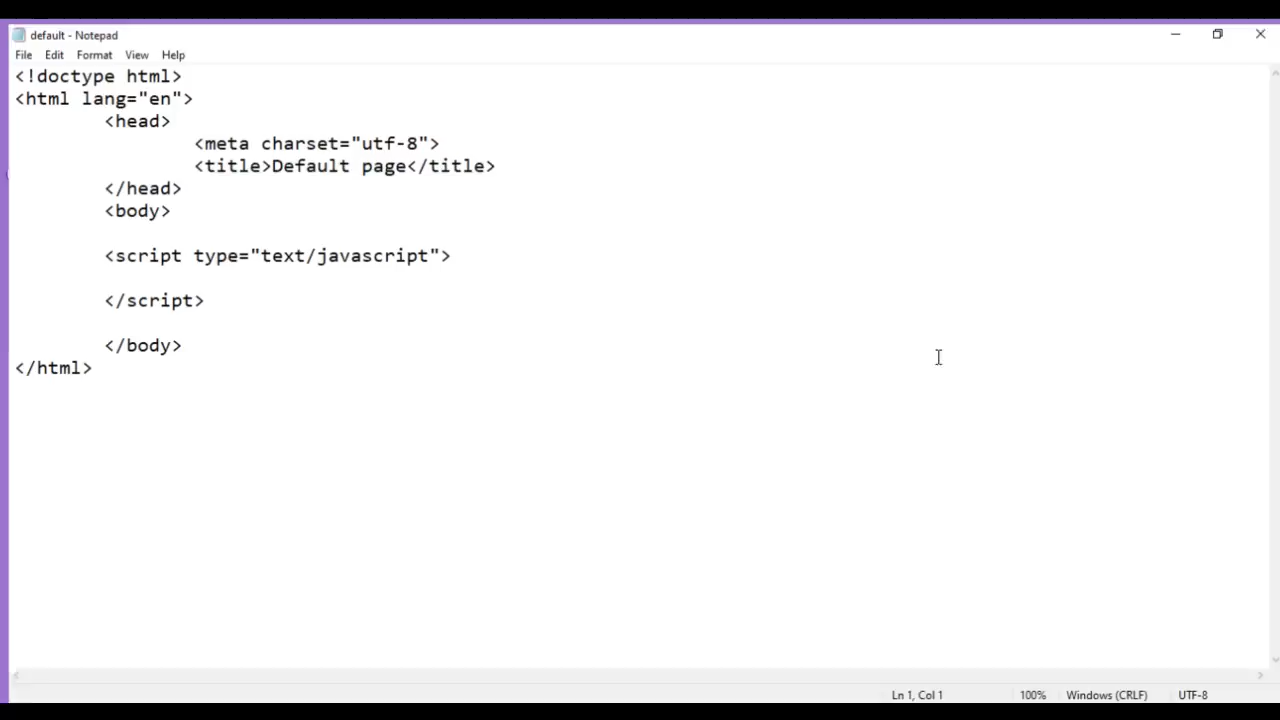 default - Notepad
File Edit Format View Help
<!doctype html>
<html lang="en">
<head>
<meta charset="utf-8">
<title>Default page</title>
</head>
<body>
<script type="text/javascript">
</script>
</body>
</html>
Ln 1, Col 1 100% Windows (CRLF) UTF-8